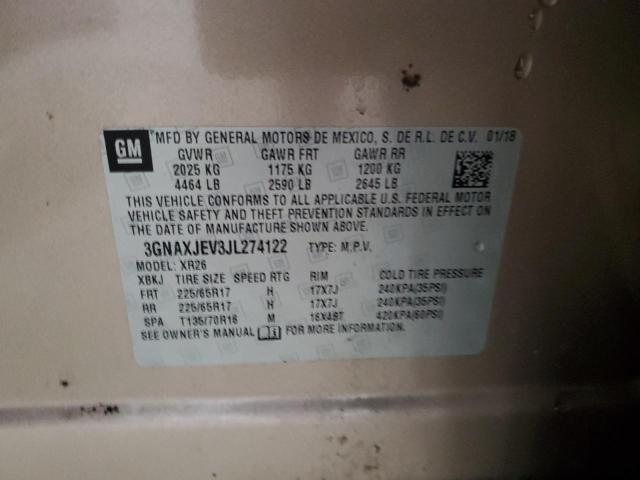 GM MFD BY GENERAL MOTORS DE MEXICO, S. DE R.L. DE C.V. 01/18
GVWR GAWR FRT GAWR RR
2025 KG 1175 KG 1200 KG
4464 LB 2590 LB 2645 LB
THIS VEHICLE CONFORMS TO ALL APPLICABLE U.S. FEDERAL MOTOR
VEHICLE SAFETY AND THEFT PREVENTION STANDARDS IN EFFECT ON
THE DATE OF MANUFACTURE SHOWN ABOVE.
3GNAXJEV3JL274122 TYPE: M.P.V.
MODEL: XR26
XBKJ TIRE SIZE SPEED RTG RIM COLD TIRE PRESSURE
FRT 225/65R17 H 17X7J 240KPA(35PSI)
RR 225/65R17 H 17X7J 240KPA(35PSI)
SPA T135/70R16 M 16X4BT 420KPA(60PSI)
SEE OWNER'S MANUAL FOR MORE INFORMATION.